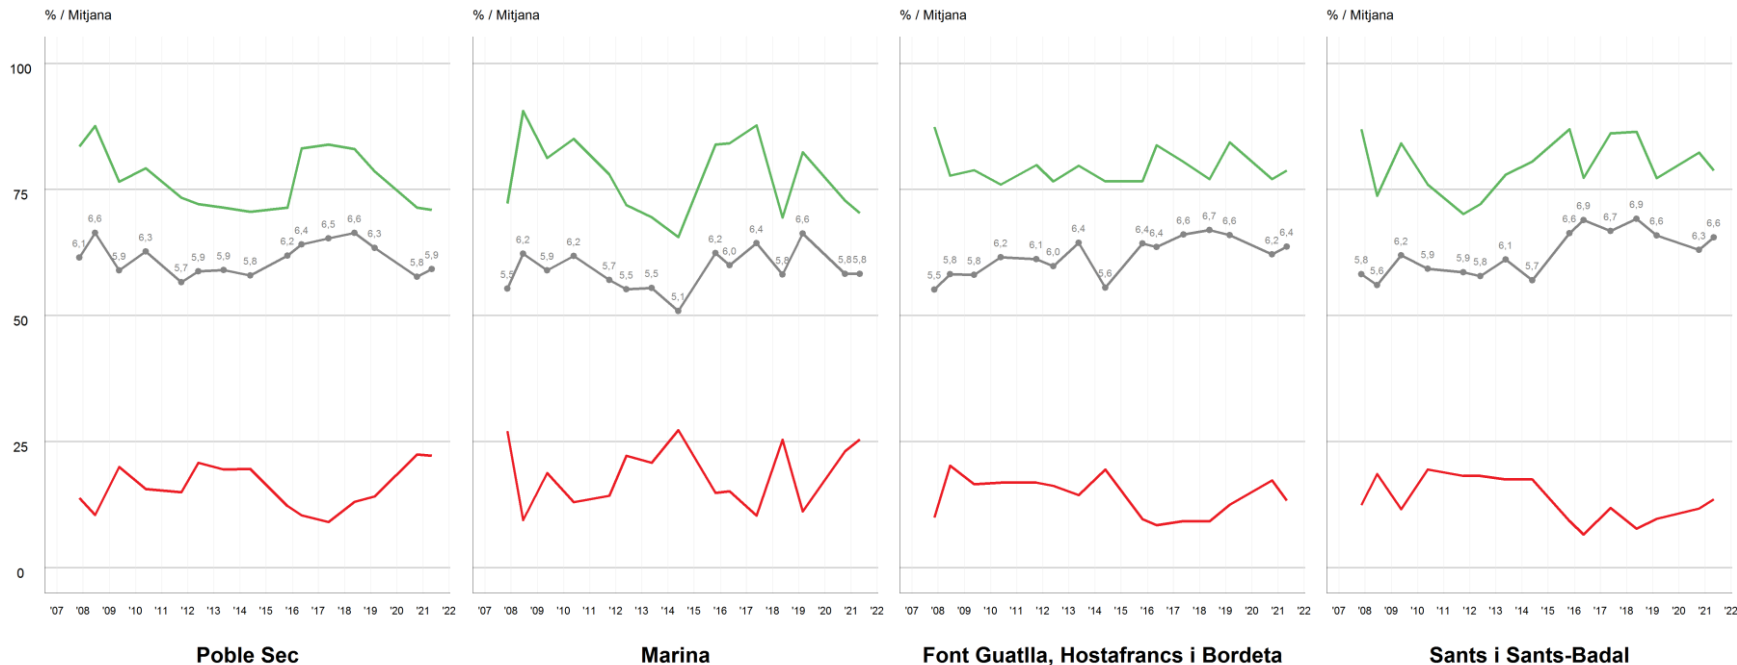 % / Mitjana
% / Mitjana
% / Mitjana
% / Mitjana
100
75
50
25
0
6,1 6,6 5,9 6,3 5,7 5,9 5,9 5,8 6,2 6,4 6,5 6,6 6,3 5,8 5,9
5,5 6,2 5,9 6,2 5,7 5,5 5,5 5,1 6,2 6,0 6,4 5,8 6,6 5,8 5,8
5,5 5,8 5,8 6,2 6,1 6,0 6,4 5,6 6,4 6,4 6,6 6,7 6,6 6,2 6,4
5,8 5,6 6,2 5,9 5,9 5,8 6,1 5,7 6,6 6,9 6,7 6,9 6,6 6,3 6,6
'07 '08 '09 '10 '11 '12 '13 '14 '15 '16 '17 '18 '19 '20 '21 '22
'07 '08 '09 '10 '11 '12 '13 '14 '15 '16 '17 '18 '19 '20 '21 '22
'07 '08 '09 '10 '11 '12 '13 '14 '15 '16 '17 '18 '19 '20 '21 '22
'07 '08 '09 '10 '11 '12 '13 '14 '15 '16 '17 '18 '19 '20 '21 '22
Poble Sec
Marina
Font Guatlla, Hostafrancs i Bordeta
Sants i Sants-Badal